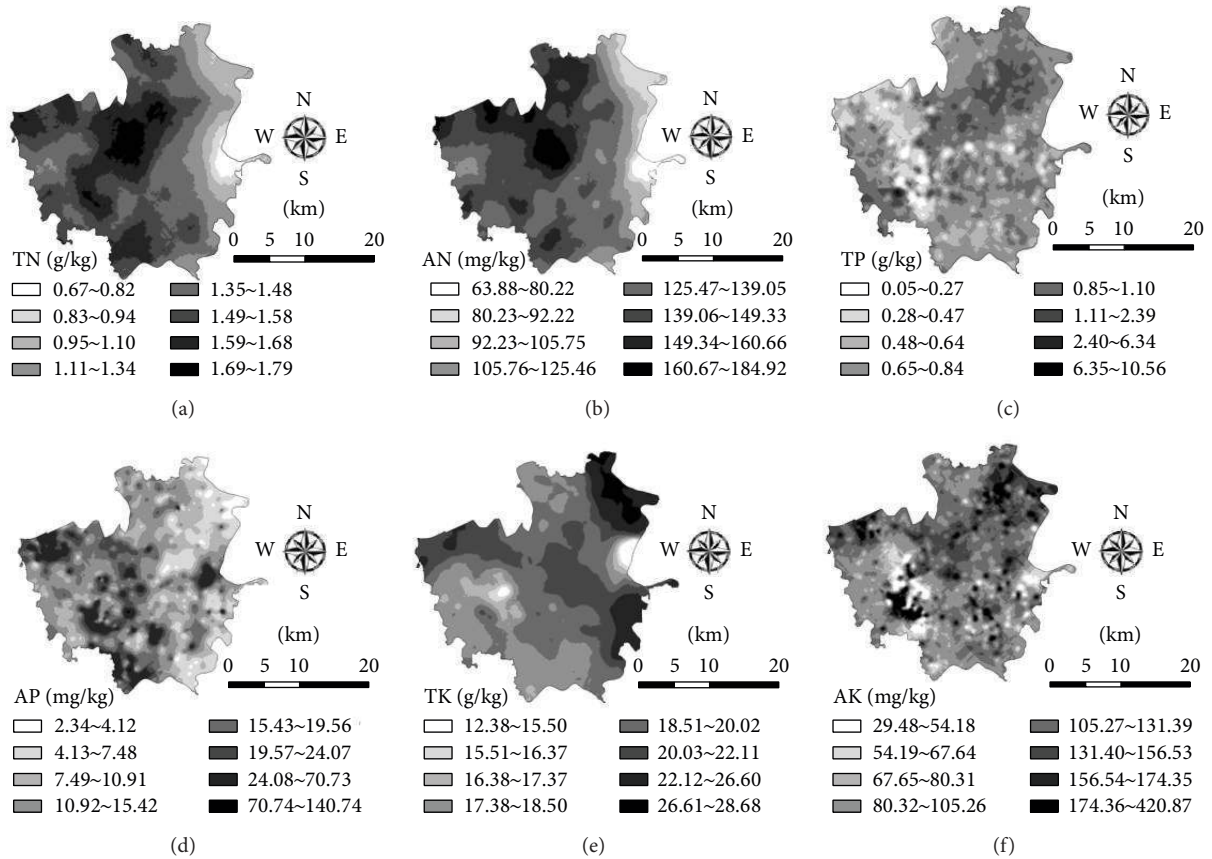 N
W E
S
(km)
0 10 20
TN (g/kg)
0.67~0.82 1.35~1.48
0.83~0.94 1.49~1.58
0.95~1.10 1.59~1.68
1.11~1.34 1.69~1.79
(a)
N
W E
S
(km)
0 5 10 20
AN (mg/kg)
63.88~80.22 125.47~139.05
80.23~92.22 139.06~149.33
92.23~105.75 149.34~160.66
105.76~125.46 160.67~184.92
(b)
N
W E
S
(km)
0 5 10 20
TP (g/kg)
0.05~0.27 0.85~1.10
0.28~0.47 1.11~2.39
0.48~0.64 2.40~6.34
0.65~0.84 6.35~10.56
(c)
N
W E
S
(km)
0 5 10 20
AP (mg/kg)
2.34~4.12 15.43~19.56
4.13~7.48 19.57~24.07
7.49~10.91 24.08~70.73
10.92~15.42 70.74~140.74
(d)
N
W E
S
(km)
0 5 10 20
TK (g/kg)
12.38~15.50 18.51~20.02
15.51~16.37 20.03~22.11
16.38~17.37 22.12~26.60
17.38~18.50 26.61~28.68
(e)
N
W E
S
(km)
0 5 10 20
AK (mg/kg)
29.48~54.18 105.27~131.39
54.19~67.64 131.40~156.53
67.65~80.31 156.54~174.35
80.32~105.26 174.36~420.87
(f)